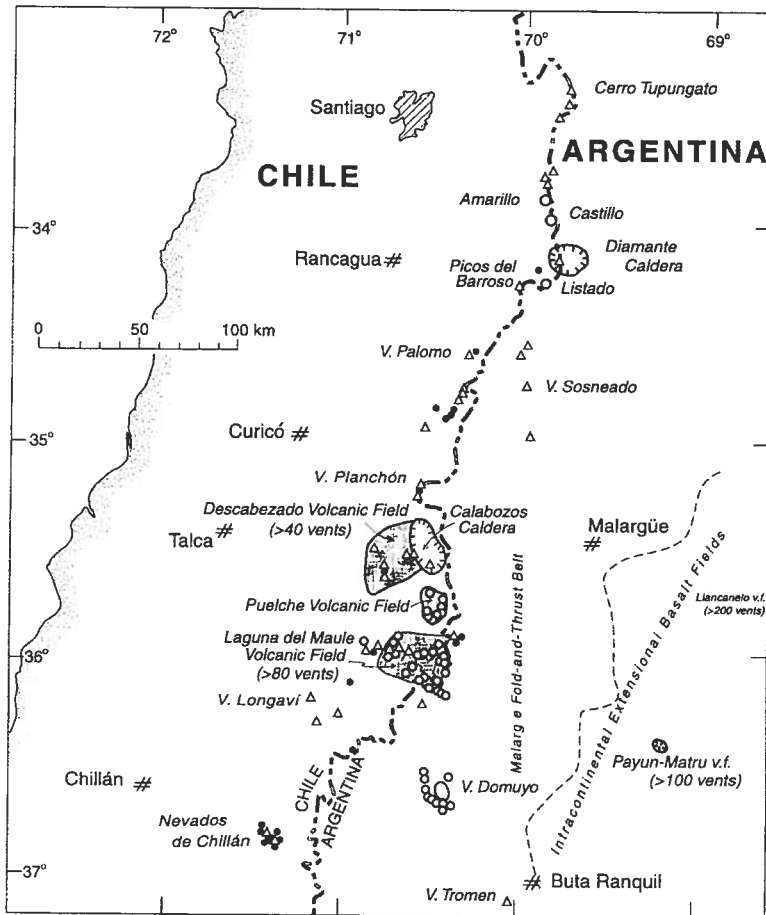 72°
71°
70°
69°
Cerro Tupungato
Santiago
ARGENTINA
CHILE
Amarillo
Castillo
34°
Diamante
Caldera
Rancagua
Picos del
Barroso
Listado
0 50 100 km
V. Palomo
V. Sosneado
Curicó
35°
V. Planchón
Descabezado Volcanic Field
(>40 vents)
Calabozos
Caldera
Talca
Malargüe
Puelche Volcanic Field
Llancanelo v.f.
(>200 vents)
Laguna del Maule
Volcanic Field
(>80 vents)
36°
V. Longaví
Malarg e Fold-and-Thrust Belt
Intracontinental Extensional Basalt Fields
Payun-Matru v.f.
(>100 vents)
Chillán
CHILE
ARGENTINA
V. Domuyo
Nevados
de Chillán
37°
Buta Ranquil
V. Tromen